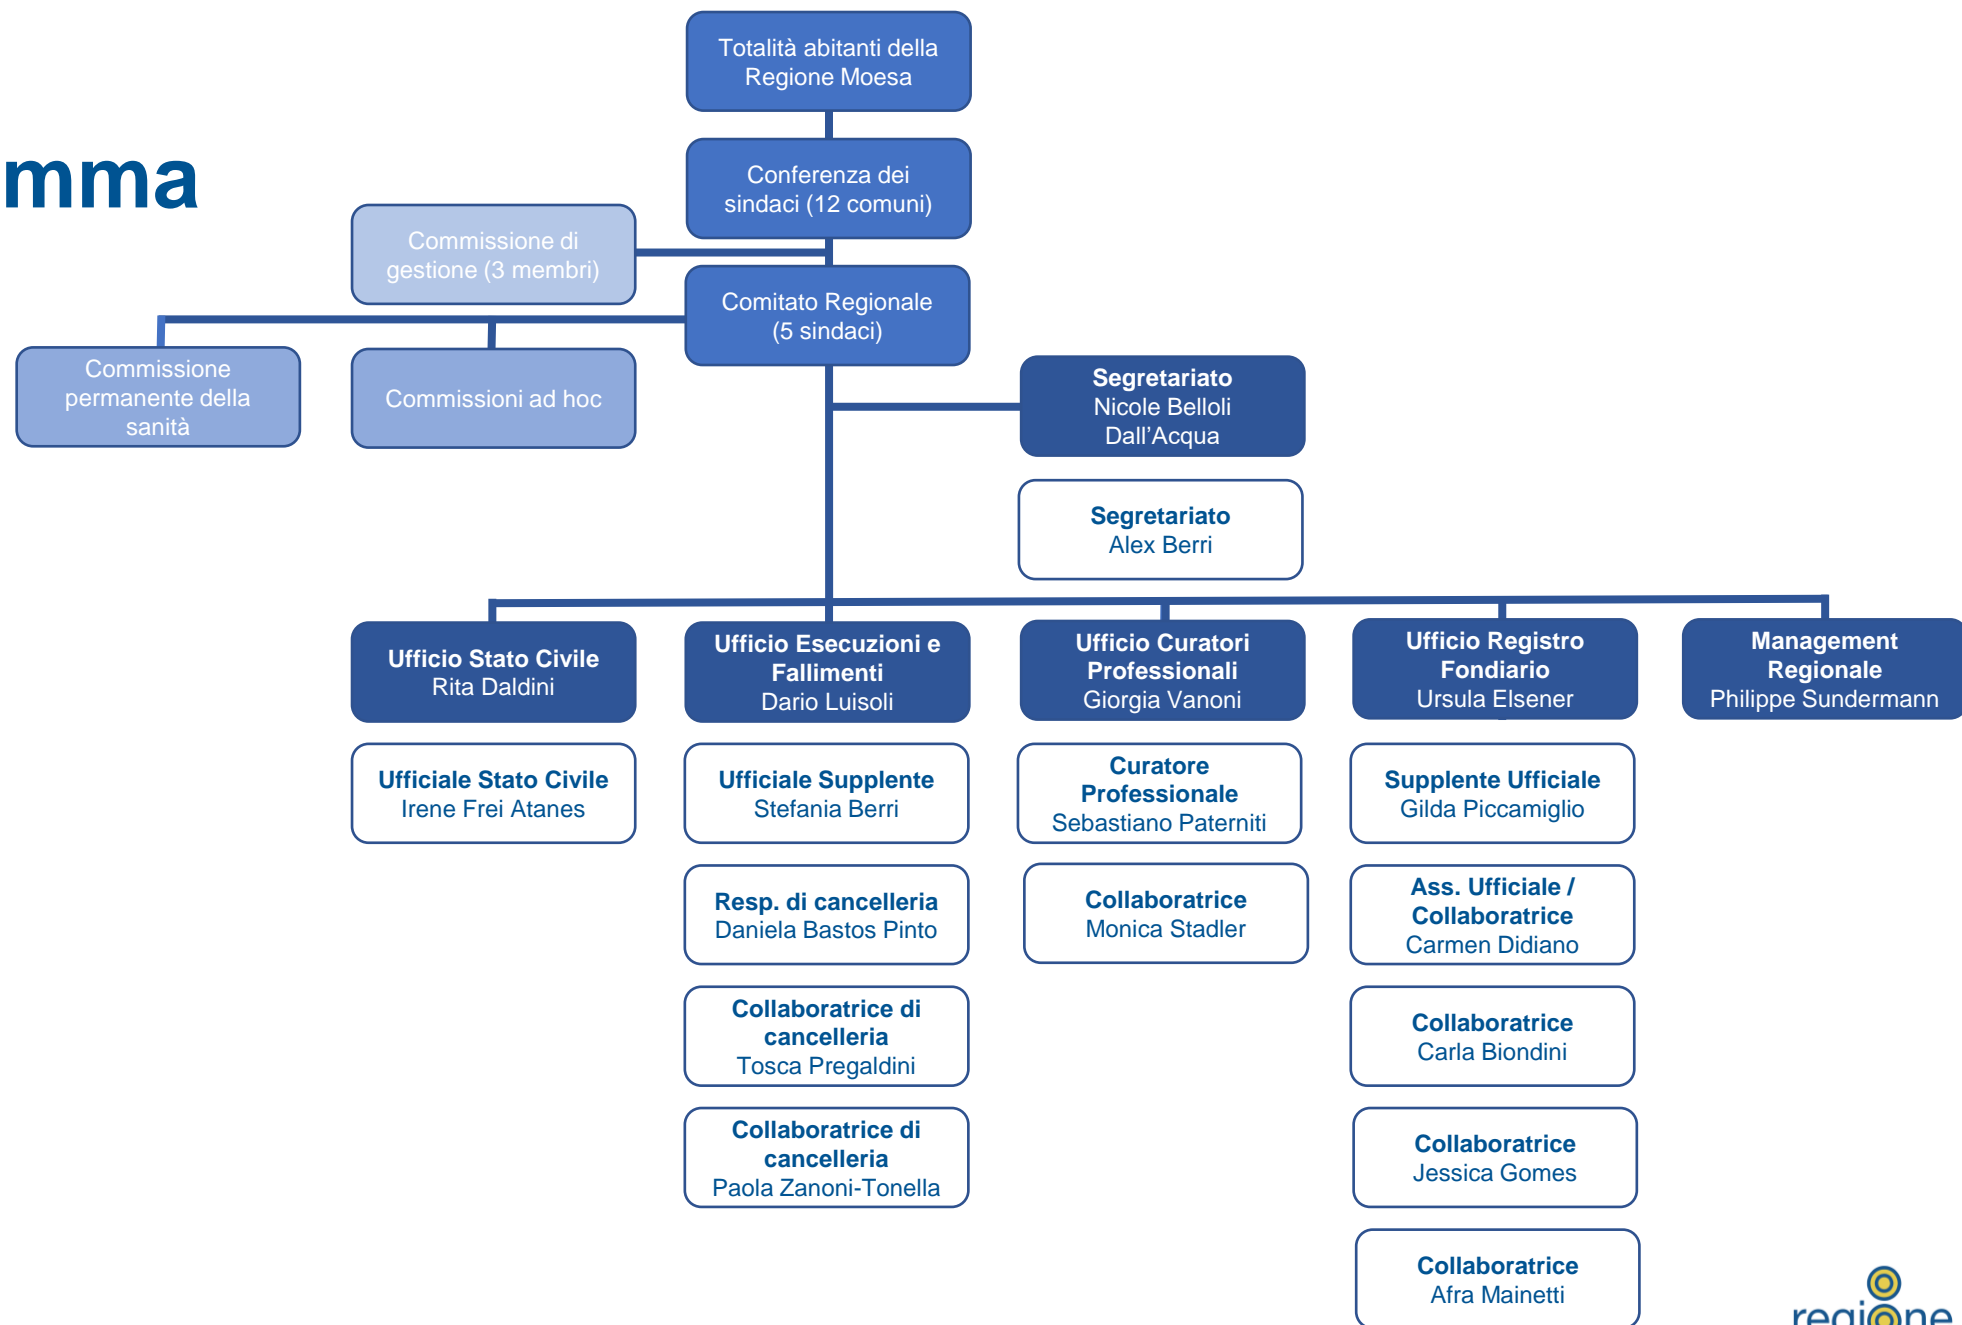 Totalità abitanti della
Regione Moesa
mma
Conferenza dei
sindaci (12 comuni)
Commissione di
gestione (3 membri)
Comitato Regionale
(5 sindaci)
Commissione
permanente della
sanità
Commissioni ad hoc
Segretariato
Nicole Belloli
Dall’Acqua
Segretariato
Alex Berri
Ufficio Stato Civile
Rita Daldini
Ufficio Esecuzioni e
Fallimenti
Dario Luisoli
Ufficio Curatori
Professionali
Giorgia Vanoni
Ufficio Registro
Fondiario
Ursula Elsener
Management
Regionale
Philippe Sundermann
Ufficiale Stato Civile
Irene Frei Atanes
Ufficiale Supplente
Stefania Berri
Curatore
Professionale
Sebastiano Paterniti
Supplente Ufficiale
Gilda Piccamiglio
Resp. di cancelleria
Daniela Bastos Pinto
Collaboratrice
Monica Stadler
Ass. Ufficiale /
Collaboratrice
Carmen Didiano
Collaboratrice di
cancelleria
Tosca Pregaldini
Collaboratrice
Carla Biondini
Collaboratrice di
cancelleria
Paola Zanoni-Tonella
Collaboratrice
Jessica Gomes
Collaboratrice
Afra Mainetti
regione